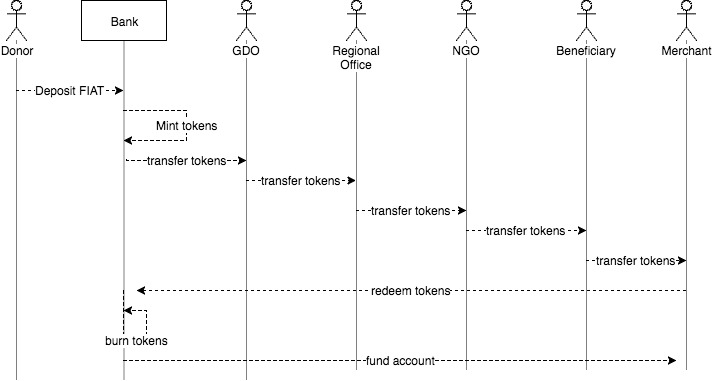 Donor
Bank
GDO
Regional
Office
NGO
Beneficiary
Merchant
Deposit FIAT
Mint tokens
transfer tokens
transfer tokens
transfer tokens
transfer tokens
transfer tokens
redeem tokens
burn tokens
fund account